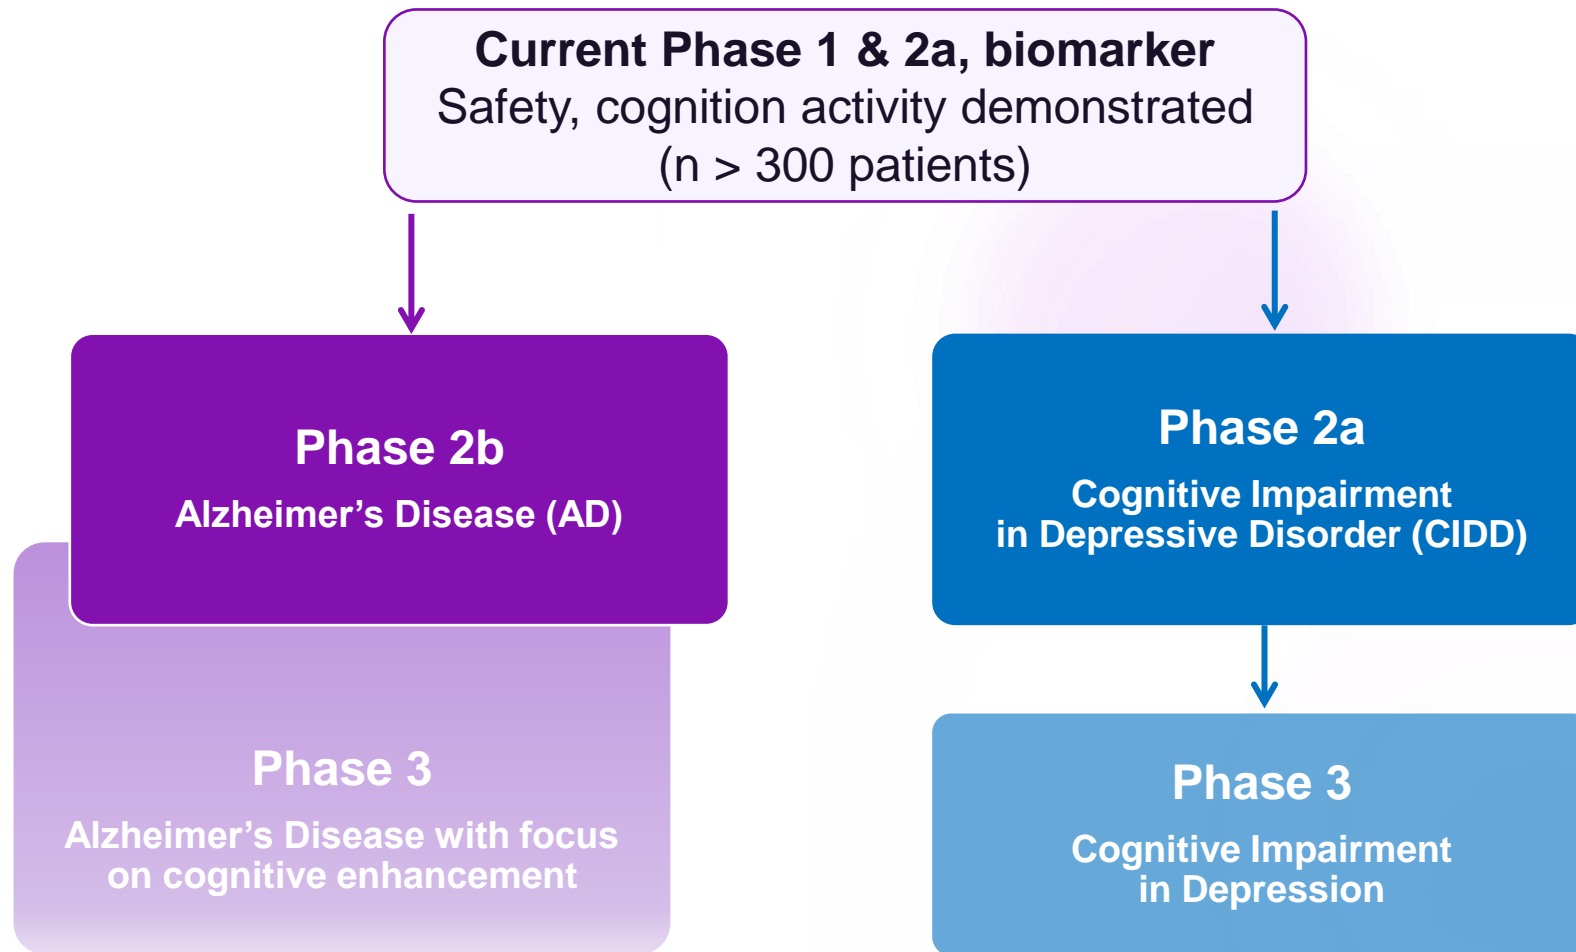 Current Phase 1 & 2a, biomarker
Safety, cognition activity demonstrated
(n > 300 patients)
Phase 2b
Alzheimer’s Disease (AD)
Phase 3
Alzheimer’s Disease with focus
on cognitive enhancement
Phase 2a
Cognitive Impairment
in Depressive Disorder (CIDD)
Phase 3
Cognitive Impairment
in Depression